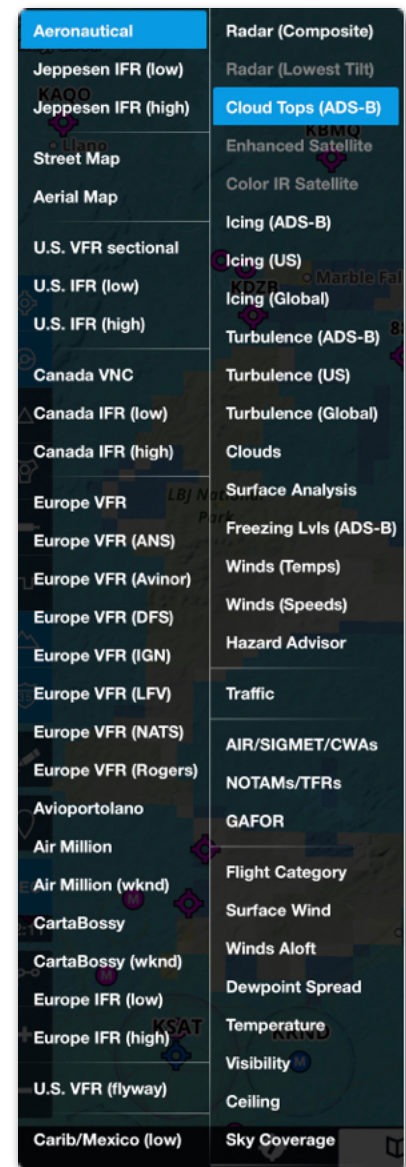 Aeronautical
Jeppesen IFR (low)
Jeppesen IFR (high)
Street Map
Aerial Map
U.S. VFR sectional
U.S. IFR (low)
U.S. IFR (high)
Canada VNC
Canada IFR (low)
Canada IFR (high)
Europe VFR
Europe VFR (ANS)
Europe VFR (Avinor)
Europe VFR (DFS)
Europe VFR (IGN)
Europe VFR (LFV)
Europe VFR (NATS)
Europe VFR (Rogers)
Avioportolano
Air Million
Air Million (wknd)
CartaBossy
CartaBossy (wknd)
Europe IFR (low)
Europe IFR (high)
U.S. VFR (flyway)
Carib/Mexico (low)
Radar (Composite)
Radar (Lowest Tilt)
Cloud Tops (ADS-B)
Enhanced Satellite
Color IR Satellite
Icing (ADS-B)
Icing (US)
Icing (Global)
Turbulence (ADS-B)
Turbulence (US)
Turbulence (Global)
Clouds
Surface Analysis
Freezing Lvls (ADS-B)
Winds (Temps)
Winds (Speeds)
Hazard Advisor
Traffic
AIR/SIGMET/CWAs
NOTAMs/TFRs
GAFOR
Flight Category
Surface Wind
Winds Aloft
Dewpoint Spread
Temperature
Visibility
Ceiling
Sky Coverage
KAQO
Llano
KBMQ
Marble Fal
KDZB
LBJ National
Park
M
M
KSAT
KRND
M